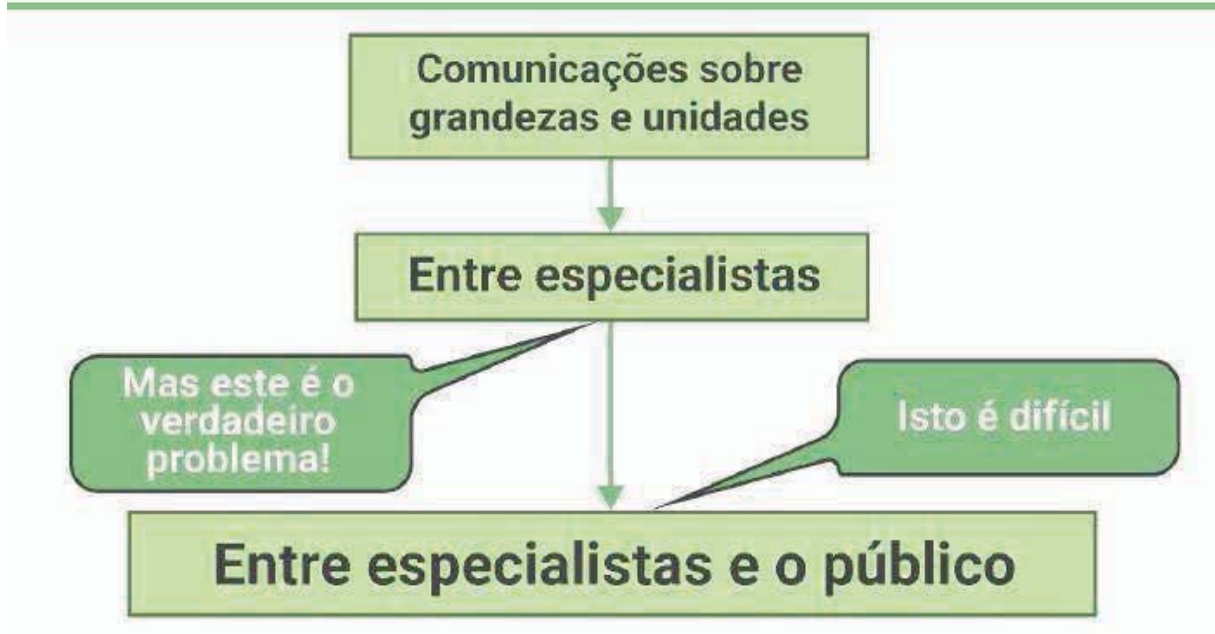 Comunicações sobre
grandezas e unidades
Entre especialistas
Mas este é o
verdadeiro
problema!
Isto é difícil
Entre especialistas e o público